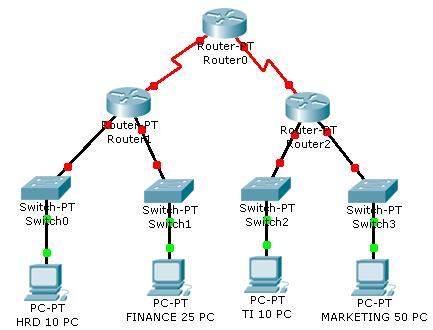 Router-PT
Router0
Router-PT
Router1
Router-PT
Router2
Switch-PT
Switch0
Switch-PT
Switch1
Switch-PT
Switch2
Switch-PT
Switch3
PC-PT
HRD 10 PC
PC-PT
FINANCE 25 PC
PC-PT
TI 10 PC
PC-PT
MARKETING 50 PC